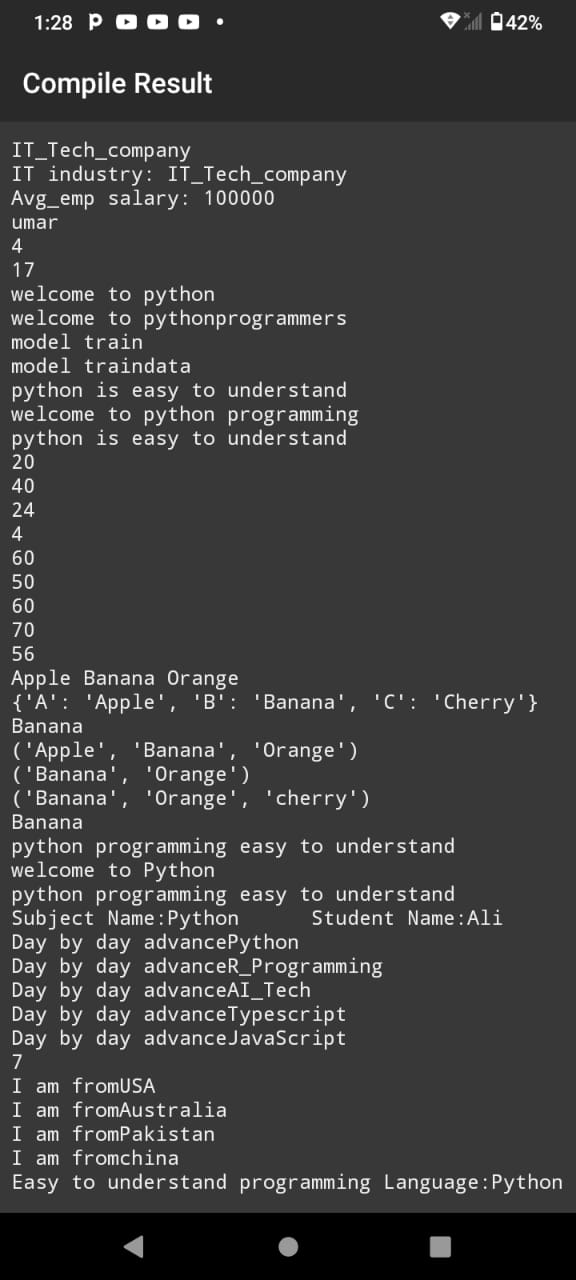 1:28 42%
Compile Result
IT_Tech_company
IT industry: IT_Tech_company
Avg_emp salary: 100000
umar
4
17
welcome to python
welcome to pythonprogrammers
model train
model traindata
python is easy to understand
welcome to python programming
python is easy to understand
20
40
24
4
60
50
60
70
56
Apple Banana Orange
{'A': 'Apple', 'B': 'Banana', 'C': 'Cherry'}
Banana
('Apple', 'Banana', 'Orange')
('Banana', 'Orange')
('Banana', 'Orange', 'cherry')
Banana
python programming easy to understand
welcome to Python
python programming easy to understand
Subject Name:Python      Student Name:Ali
Day by day advancePython
Day by day advanceR_Programming
Day by day advanceAI_Tech
Day by day advanceTypescript
Day by day advanceJavaScript
7
I am fromUSA
I am fromAustralia
I am fromPakistan
I am fromchina
Easy to understand programming Language:Python